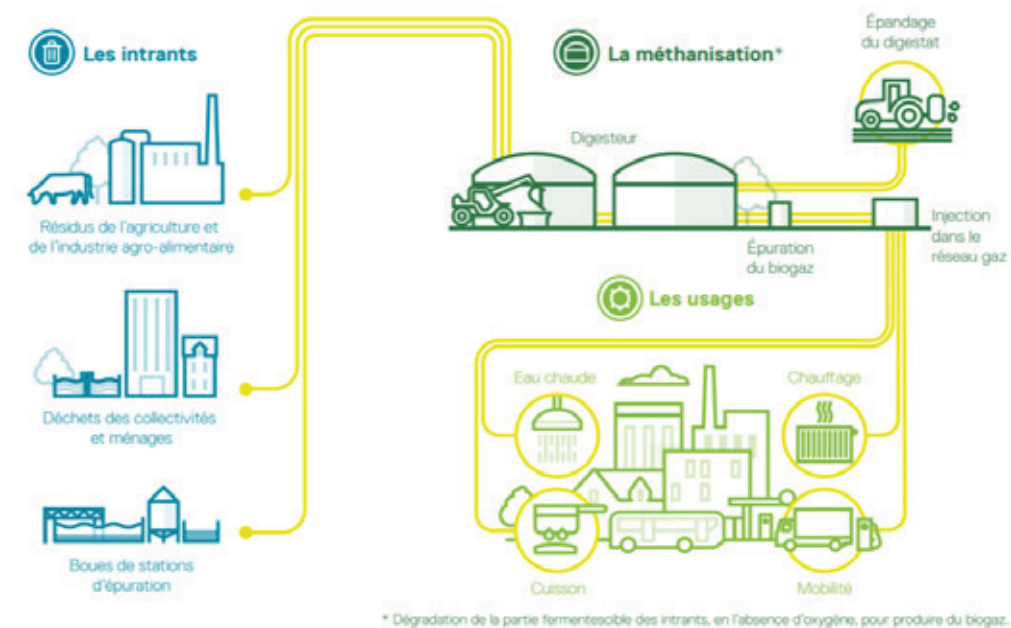 Les intrants
Résidus de l'agriculture et
de l'industrie agro-alimentaire
Déchets des collectivités
et ménages
Boues de stations
d'épuration
La méthanisation*
Digesteur
Épandage
du digestat
Épuration
du biogaz
Injection
dans le
réseau gaz
Les usages
Eau chaude
Chauffage
Cuisson
Mobilité
* Dégradation de la partie fermentescible des intrants, en l'absence d'oxygène, pour produire du biogaz.